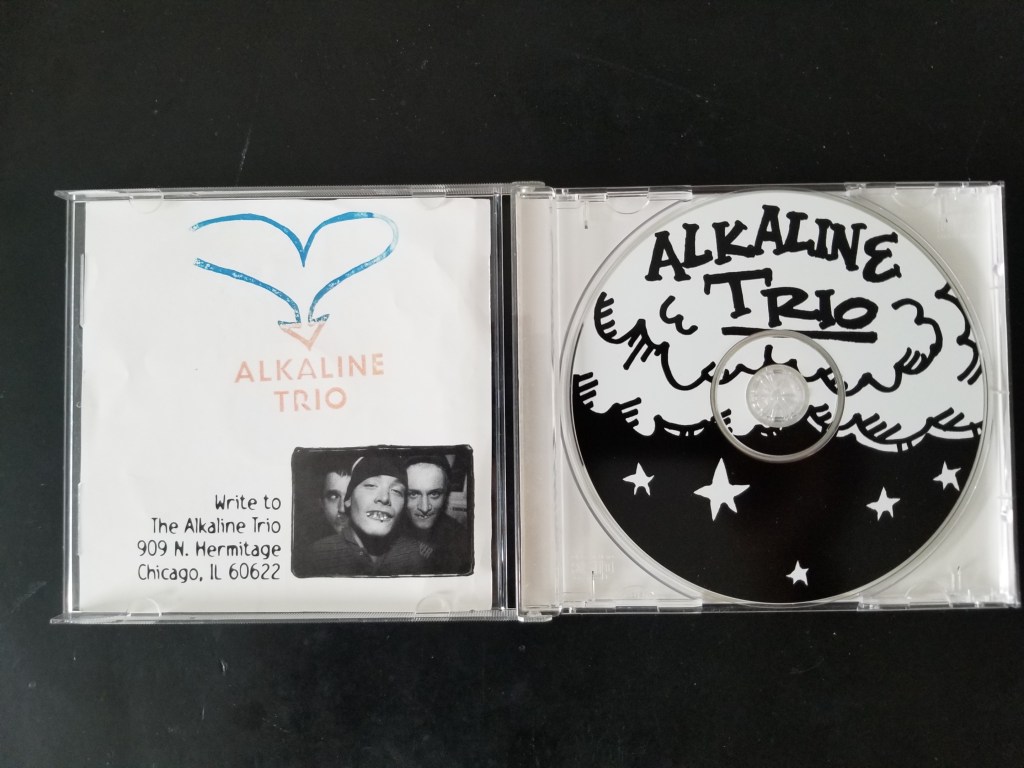 ALKALINE
TRIO
Write to
The Alkaline Trio
909 N. Hermitage
Chicago, IL 60622
ALKALINE
TRIO